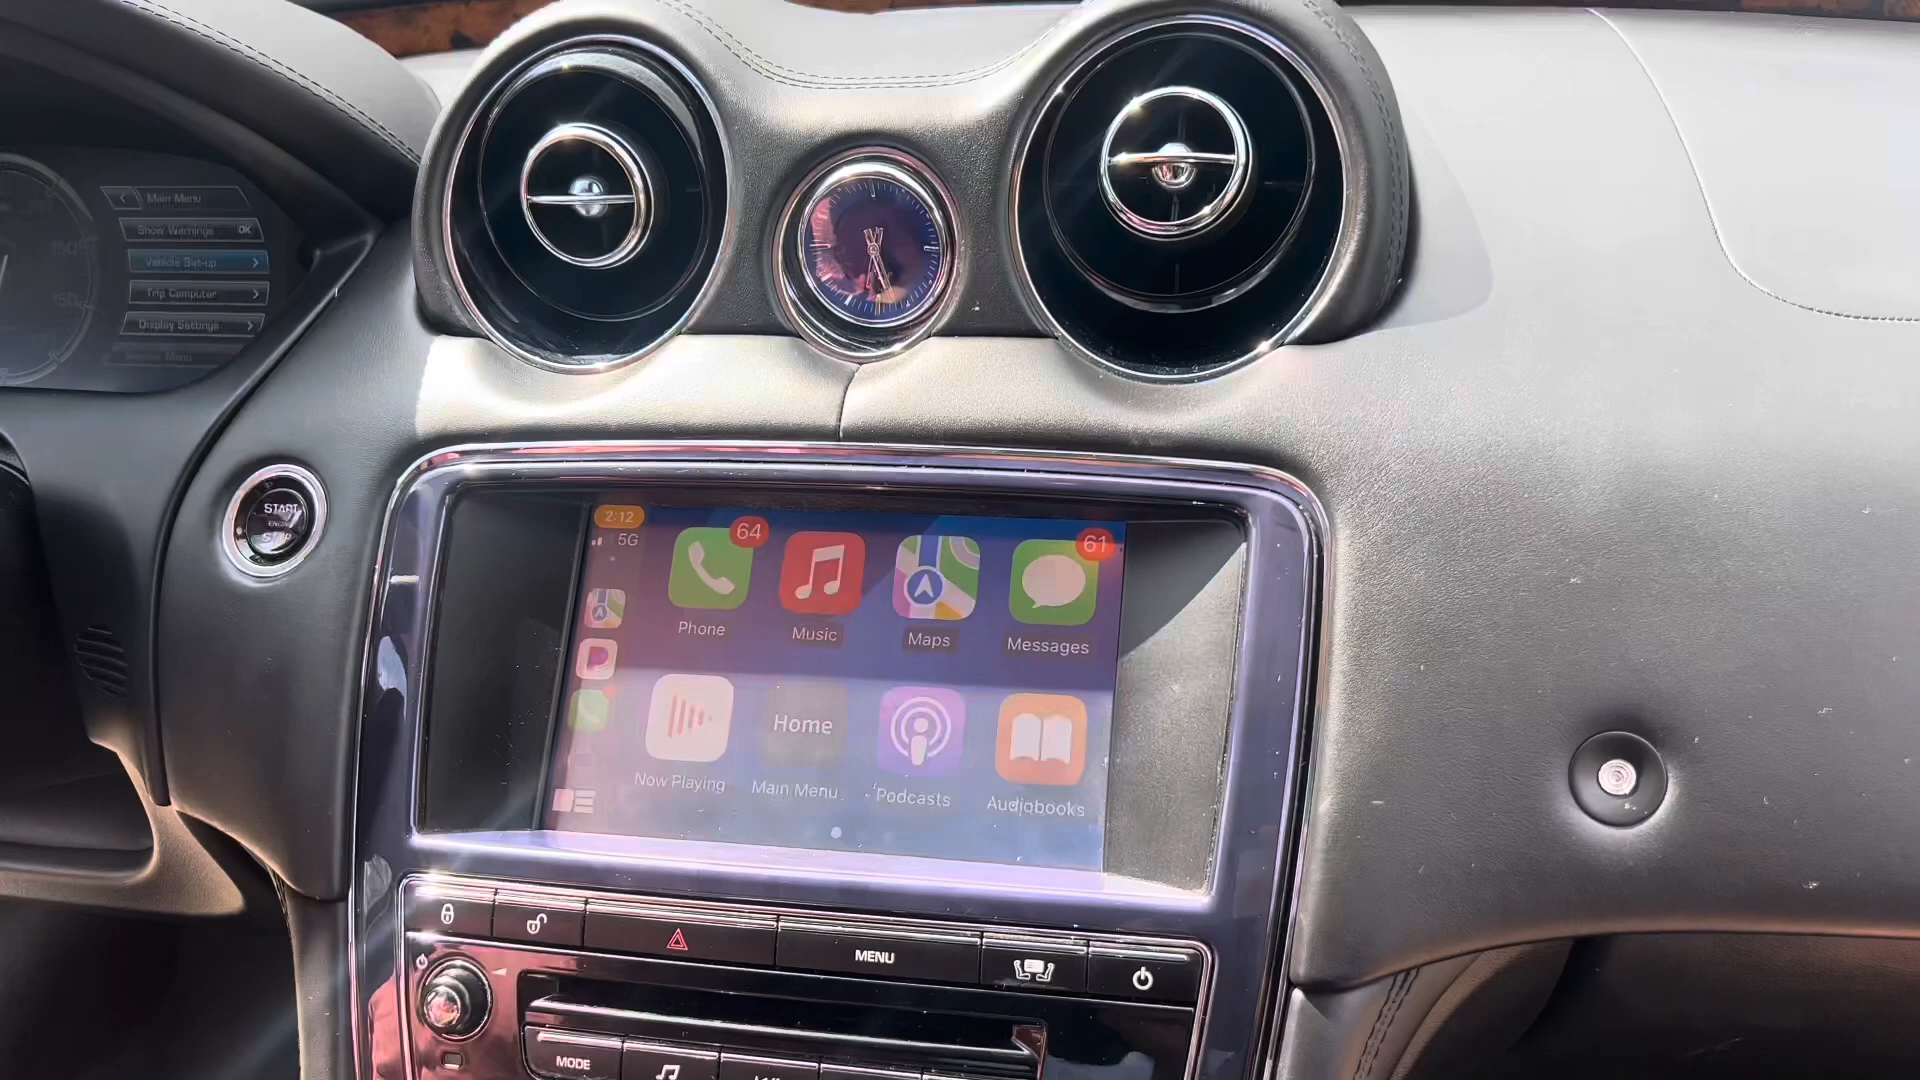 Main Menu
Show Warnings OK
Vehicle Set-up
Trip Computer
Display Settings
START
ENGINE
STOP
2:12
5G
64
61
Phone
Music
Maps
Messages
Home
Now Playing
Main Menu
Podcasts
Audiobooks
MENU
MODE